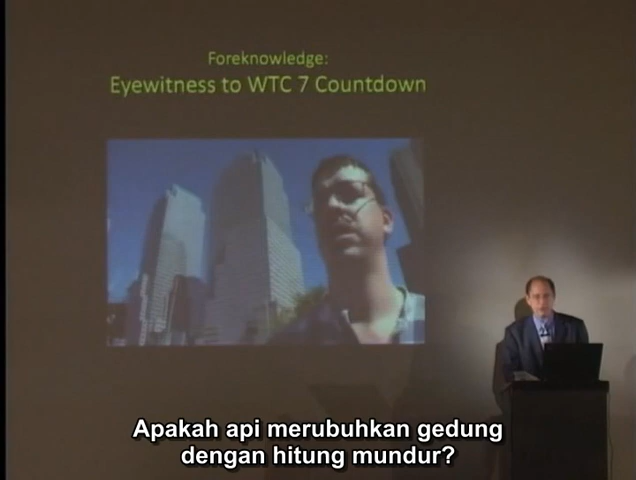 Foreknowledge:
Eyewitness to WTC 7 Countdown
Apakah api merubuhkan gedung
dengan hitung mundur?